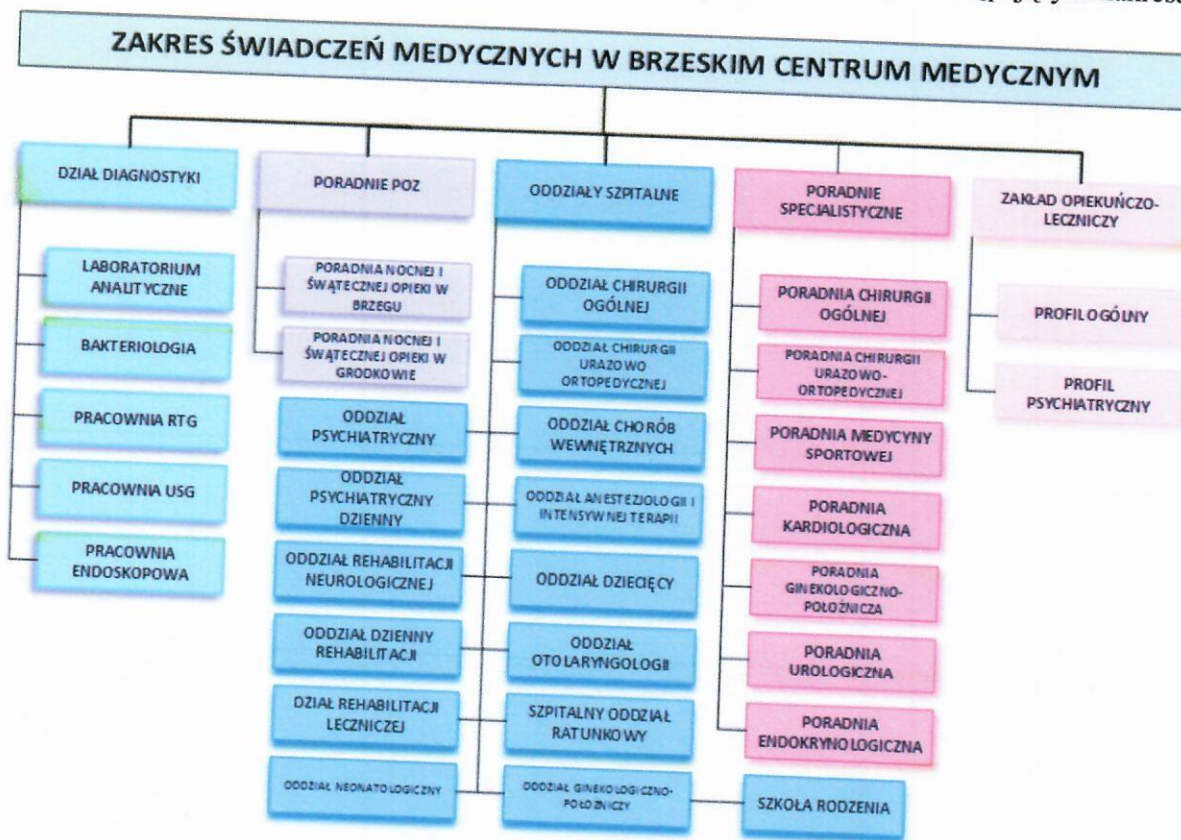 ZAKRES ŚWIADCZEŃ MEDYCZNYCH W BRZESKIM CENTRUM MEDYCZNYM
DZIAŁ DIAGNOSTYKI
LABORATORIUM
ANALITYCZNE
BAKTERIOLOGIA
PRACOWNIA RTG
PRACOWNIA USG
PRACOWNIA
ENDOSKOPOWA
PORADNIE POZ
PORADNIA NOCNEJ I
ŚWĄTECZNEJ OPIEKI W
BRZEGU
PORADNIA NOCNEJ I
ŚWĄTECZNEJ OPIEKI W
GRODKOWIE
ODDZIAŁY SZPITALNE
ODDZIAŁ
PSYCHIATRYCZNY
ODDZIAŁ
PSYCHIATRYCZNY
DZIENNY
ODDZIAŁ REHABILITACJI
NEUROLOGICZNEJ
ODDZIAŁ DZIENNY
REHABILITACJI
DZIAŁ REHABILITACJI
LECZNICZEJ
ODDZIAŁ NEONATOLOGICZNY
ODDZIAŁ CHIRURGII
OGÓLNEJ
ODDZIAŁ CHIRURGII
URAZOWO
ORTOPEDYCZNEJ
ODDZIAŁ CHORÓB
WEWNĘTRZNYCH
ODDZIAŁ ANESTEZJOLOGII I
INTENSYWNEJ TERAPII
ODDZIAŁ DZIECIĘCY
ODDZIAŁ
OTOLARYNGOLOGII
SZPITALNY ODDZIAŁ
RATUNKOWY
ODDZIAŁ GINEKOLOGICZNO-
POŁOŻNICZY
SZKOŁA RODZENIA
PORADNIE
SPECJALISTYCZNE
PORADNIA CHIRURGII
OGÓLNEJ
PORADNIA CHIRURGII
URAZOWO-
ORTOPEDYCZNEJ
PORADNIA MEDYCYNY
SPORTOWEJ
PORADNIA
KARDIOLOGICZNA
PORADNIA
GINEKOLOGICZNO-
POŁOŻNICZA
PORADNIA
UROLOGICZNA
PORADNIA
ENDOKRYNOLOGICZNA
ZAKŁAD OPIEKUŃCZO-
LECZNICZY
PROFIL OGÓLNY
PROFIL
PSYCHIATRYCZNY